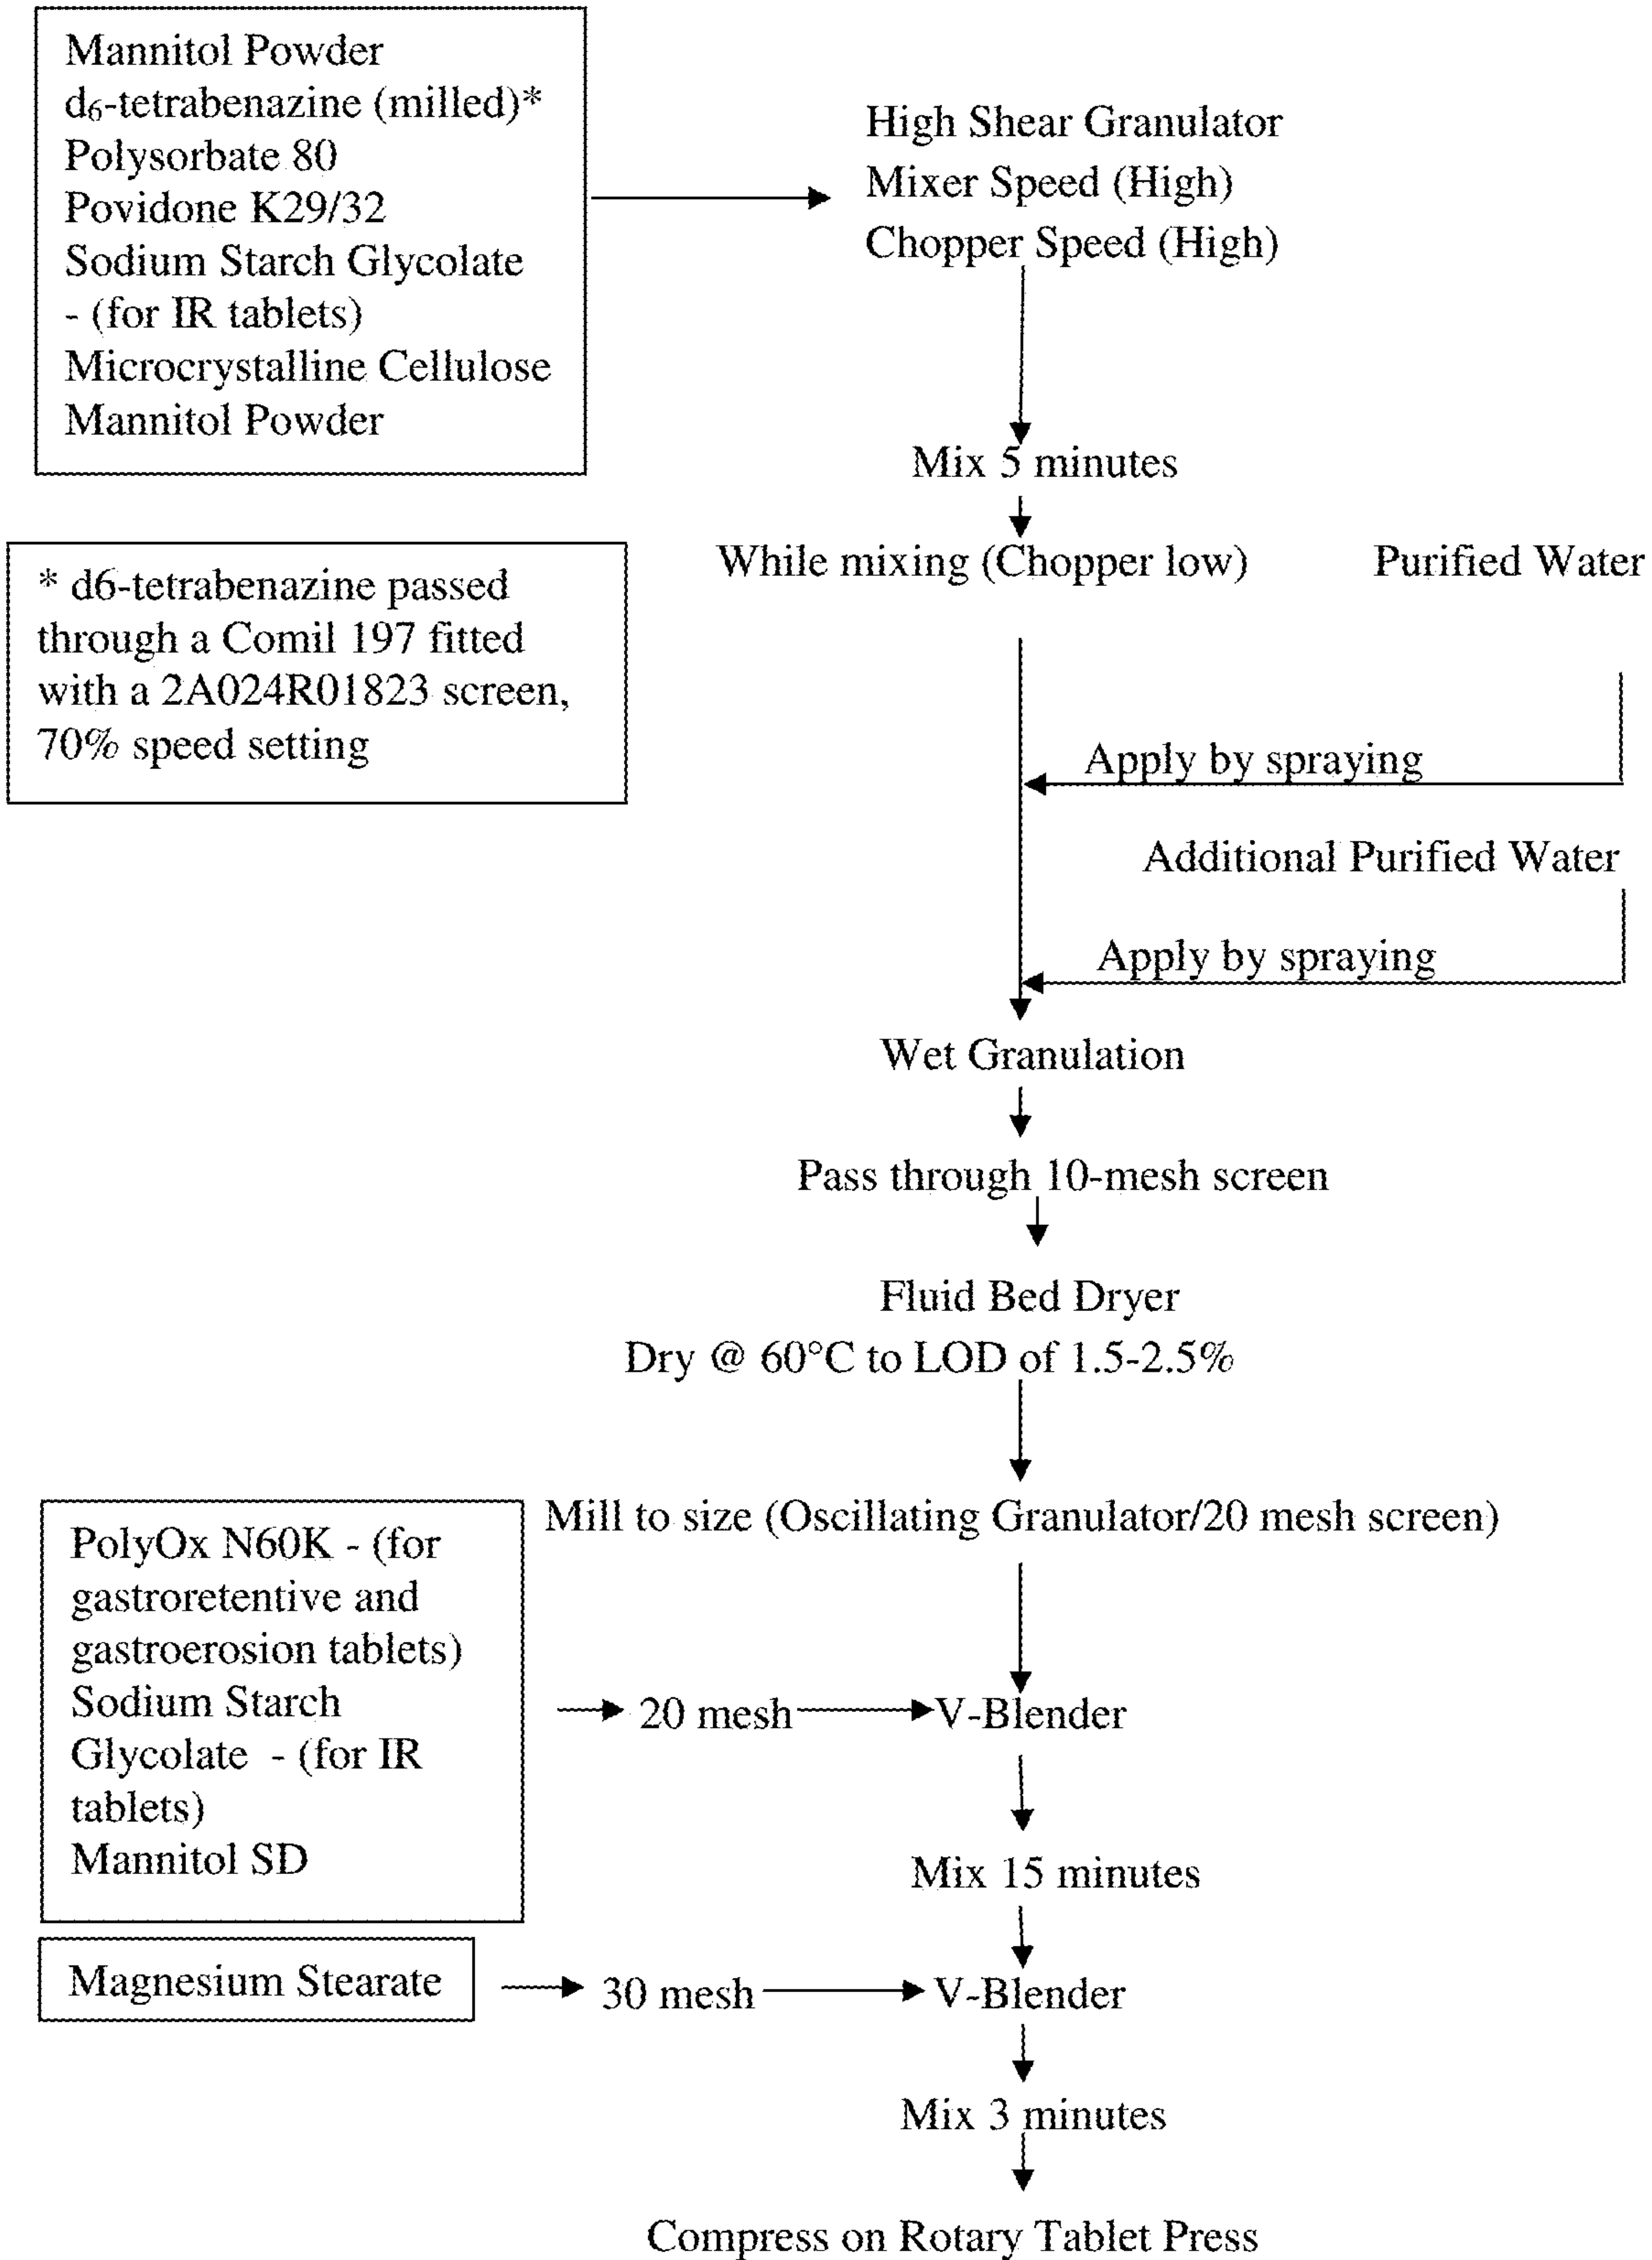 Mannitol Powder
d₆-tetrabenazine (milled)*
Polysorbate 80
Povidone K29/32
Sodium Starch Glycolate
- (for IR tablets)
Microcrystalline Cellulose
Mannitol Powder
High Shear Granulator
Mixer Speed (High)
Chopper Speed (High)
Mix 5 minutes
* d6-tetrabenazine passed
through a Comil 197 fitted
with a 2A024R01823 screen,
70% speed setting
While mixing (Chopper low)
Purified Water
Apply by spraying
Additional Purified Water
Apply by spraying
Wet Granulation
Pass through 10-mesh screen
Fluid Bed Dryer
Dry @ 60°C to LOD of 1.5-2.5%
Mill to size (Oscillating Granulator/20 mesh screen)
PolyOx N60K - (for
gastroretentive and
gastroerosion tablets)
Sodium Starch
Glycolate - (for IR
tablets)
Mannitol SD
20 mesh
V-Blender
Mix 15 minutes
Magnesium Stearate
30 mesh
V-Blender
Mix 3 minutes
Compress on Rotary Tablet Press